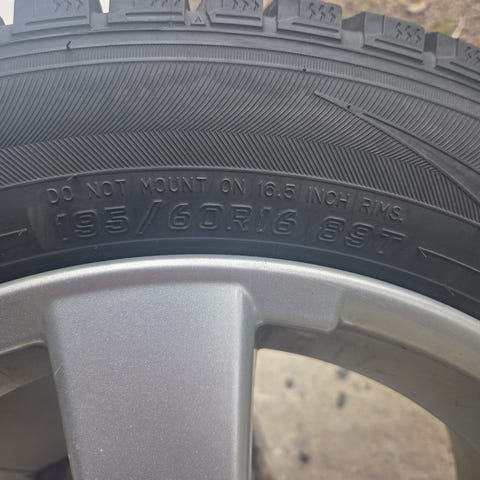 DO NOT MOUNT ON 16.5 INCH RIMS.
195/60R16 89T